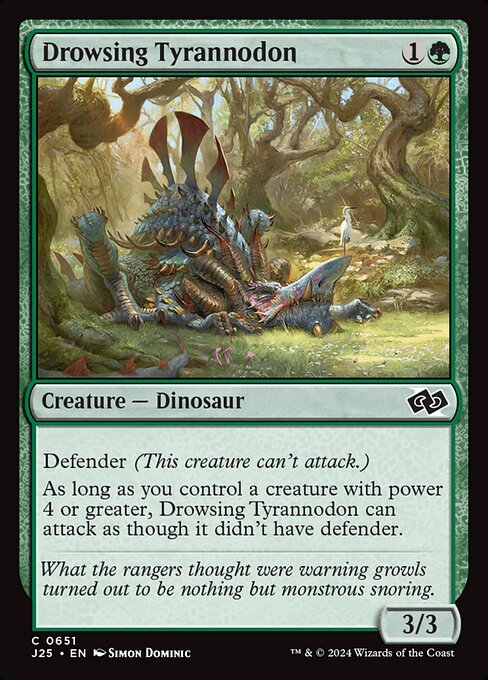 Drowsing Tyrannodon 1
Creature — Dinosaur
Defender (This creature can't attack.)
As long as you control a creature with power
4 or greater, Drowsing Tyrannodon can
attack as though it didn't have defender.
What the rangers thought were warning growls
turned out to be nothing but monstrous snoring.
3/3
C 0651
J25 • EN Simon Dominic
™ & © 2024 Wizards of the Coast